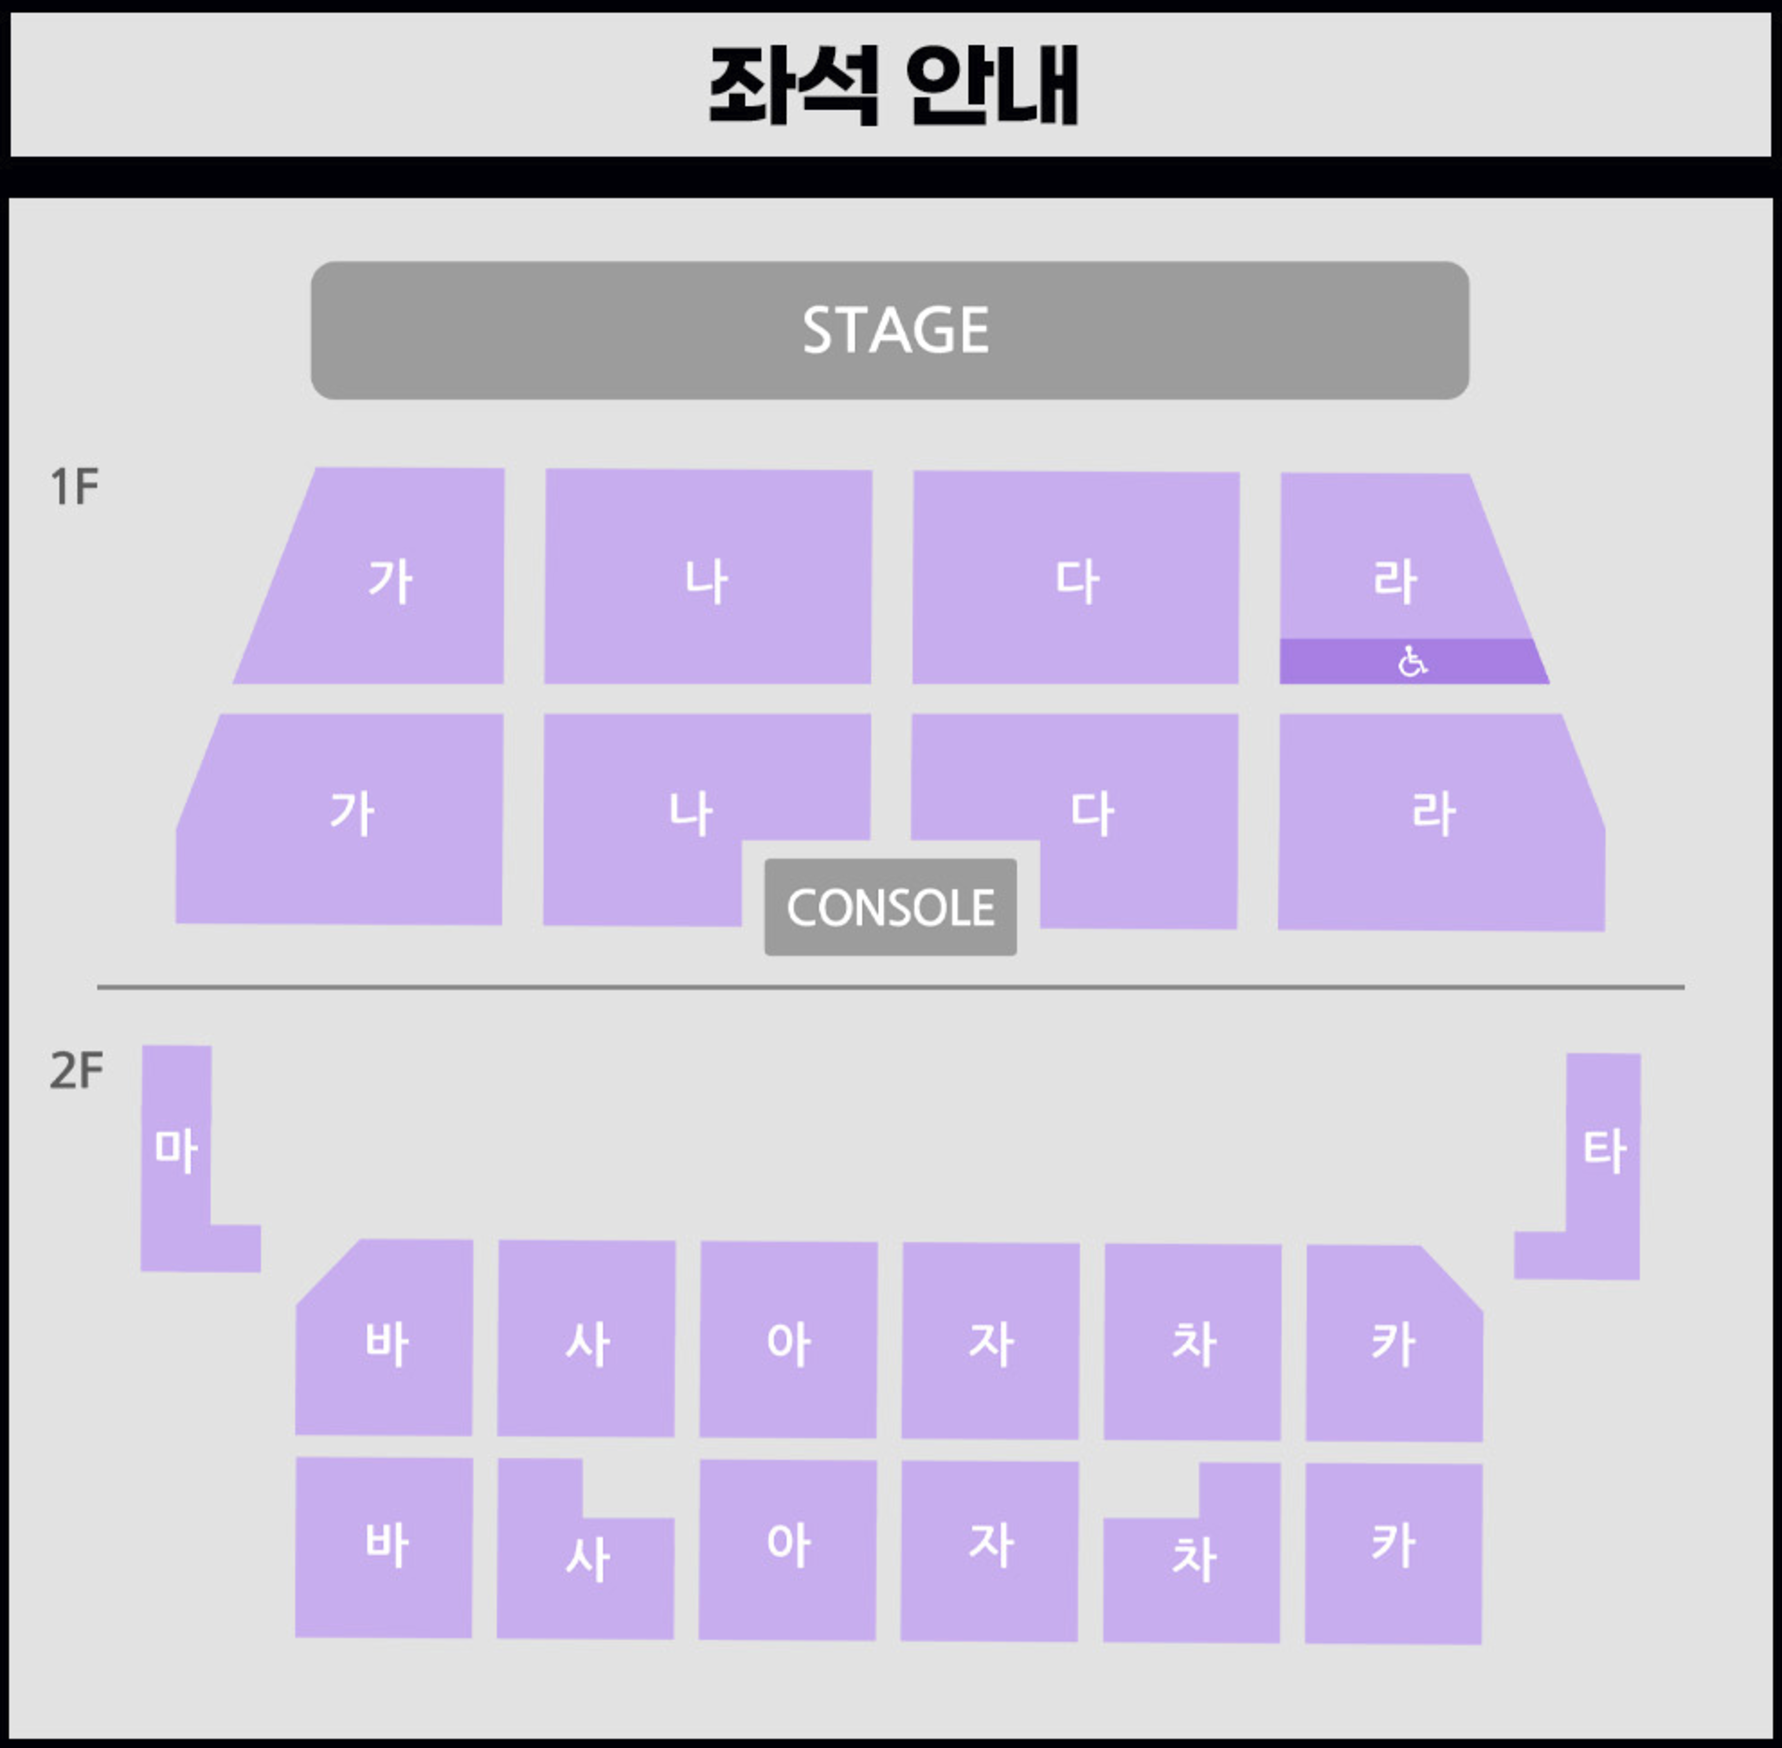 좌석 안내
STAGE
1F
가 나 다 라
가 나 다 라
CONSOLE
2F
마 타
바 사 아 자 차 카
바 사 아 자 차 카